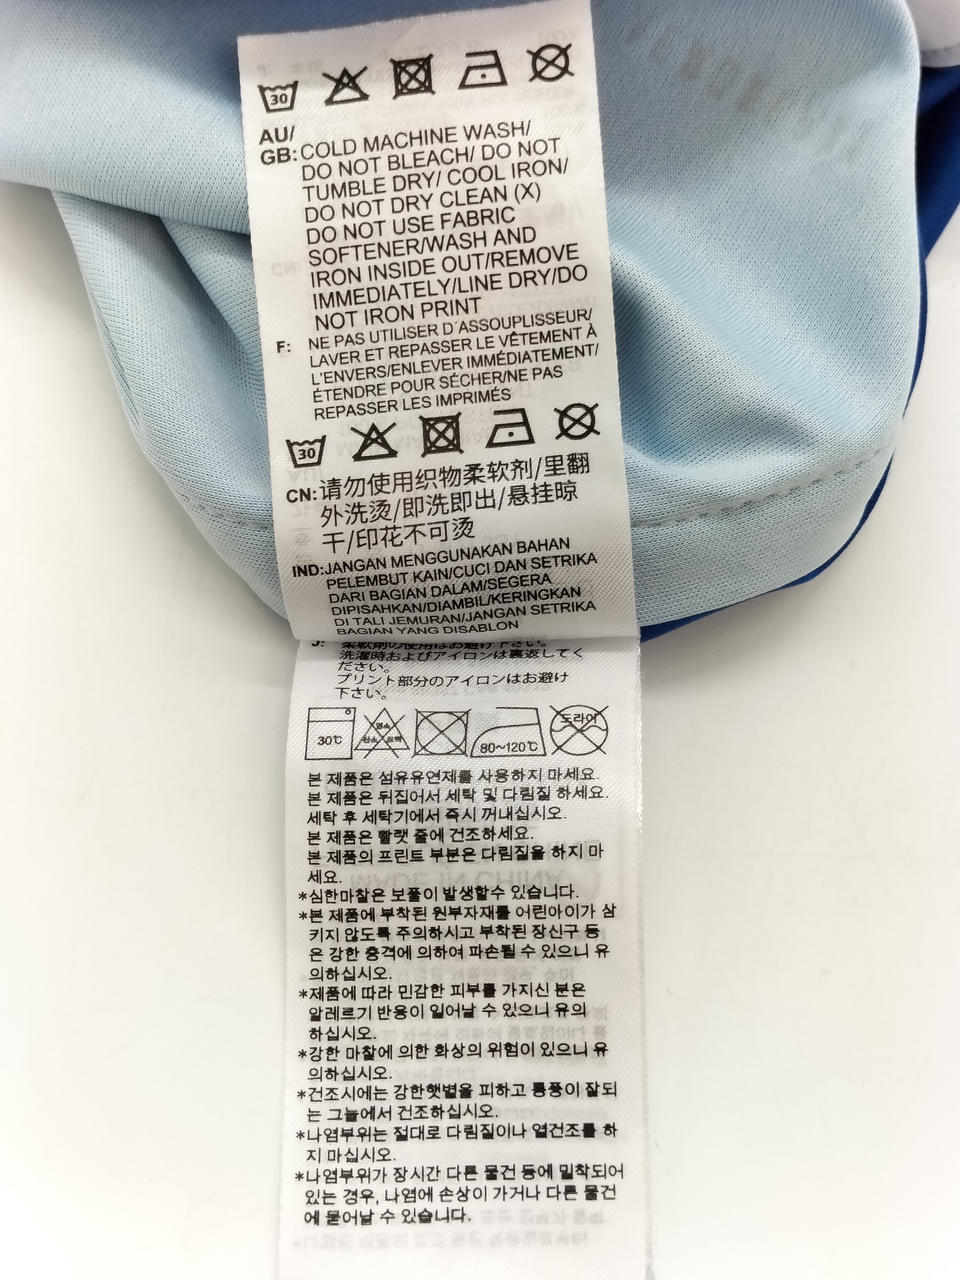 30
AU/
GB: COLD MACHINE WASH/
DO NOT BLEACH/ DO NOT
TUMBLE DRY/ COOL IRON/
DO NOT DRY CLEAN (X)
DO NOT USE FABRIC
SOFTENER/WASH AND
IRON INSIDE OUT/REMOVE
IMMEDIATELY/LINE DRY/DO
NOT IRON PRINT
F: NE PAS UTILISER D´ASSOUPLISSEUR/
LAVER ET REPASSER LE VÊTEMENT À
L'ENVERS/ENLEVER IMMÉDIATEMENT/
ÉTENDRE POUR SÉCHER/NE PAS
REPASSER LES IMPRIMÉS
30
CN: 请勿使用织物柔软剂/里翻
外洗烫/即洗即出/悬挂晾
干/印花不可烫
IND: JANGAN MENGGUNAKAN BAHAN
PELEMBUT KAIN/CUCI DAN SETRIKA
DARI BAGIAN DALAM/SEGERA
DIPISAHKAN/DIAMBIL/KERINGKAN
DI TALI JEMURAN/JANGAN SETRIKA
BAGIAN YANG DISABLON
J: 柔軟剤の使用はお避け下さい。
洗濯時およびアイロンは裏返してく
ださい。
プリント部分のアイロンはお避け
下さい。
30℃ 80~120℃ 드라이
본 제품은 섬유유연제를 사용하지 마세요.
본 제품은 뒤집어서 세탁 및 다림질 하세요.
세탁 후 세탁기에서 즉시 꺼내십시오.
본 제품은 빨랫 줄에 건조하세요.
본 제품의 프린트 부분은 다림질을 하지 마
세요.
*심한마찰은 보풀이 발생할수 있습니다.
*본 제품에 부착된 원부자재를 어린아이가 삼
키지 않도록 주의하시고 부착된 장신구 등
은 강한 충격에 의하여 파손될 수 있으니 유
의하십시오.
*제품에 따라 민감한 피부를 가지신 분은
알레르기 반응이 일어날 수 있으니 유의
하십시오.
*강한 마찰에 의한 화상의 위험이 있으니 유
의하십시오.
*건조시에는 강한햇볕을 피하고 통풍이 잘되
는 그늘에서 건조하십시오.
*나염부위는 절대로 다림질이나 열건조를 하
지 마십시오.
*나염부위가 장시간 다른 물건 등에 밀착되어
있는 경우, 나염에 손상이 가거나 다른 물건
에 묻어날 수 있습니다.